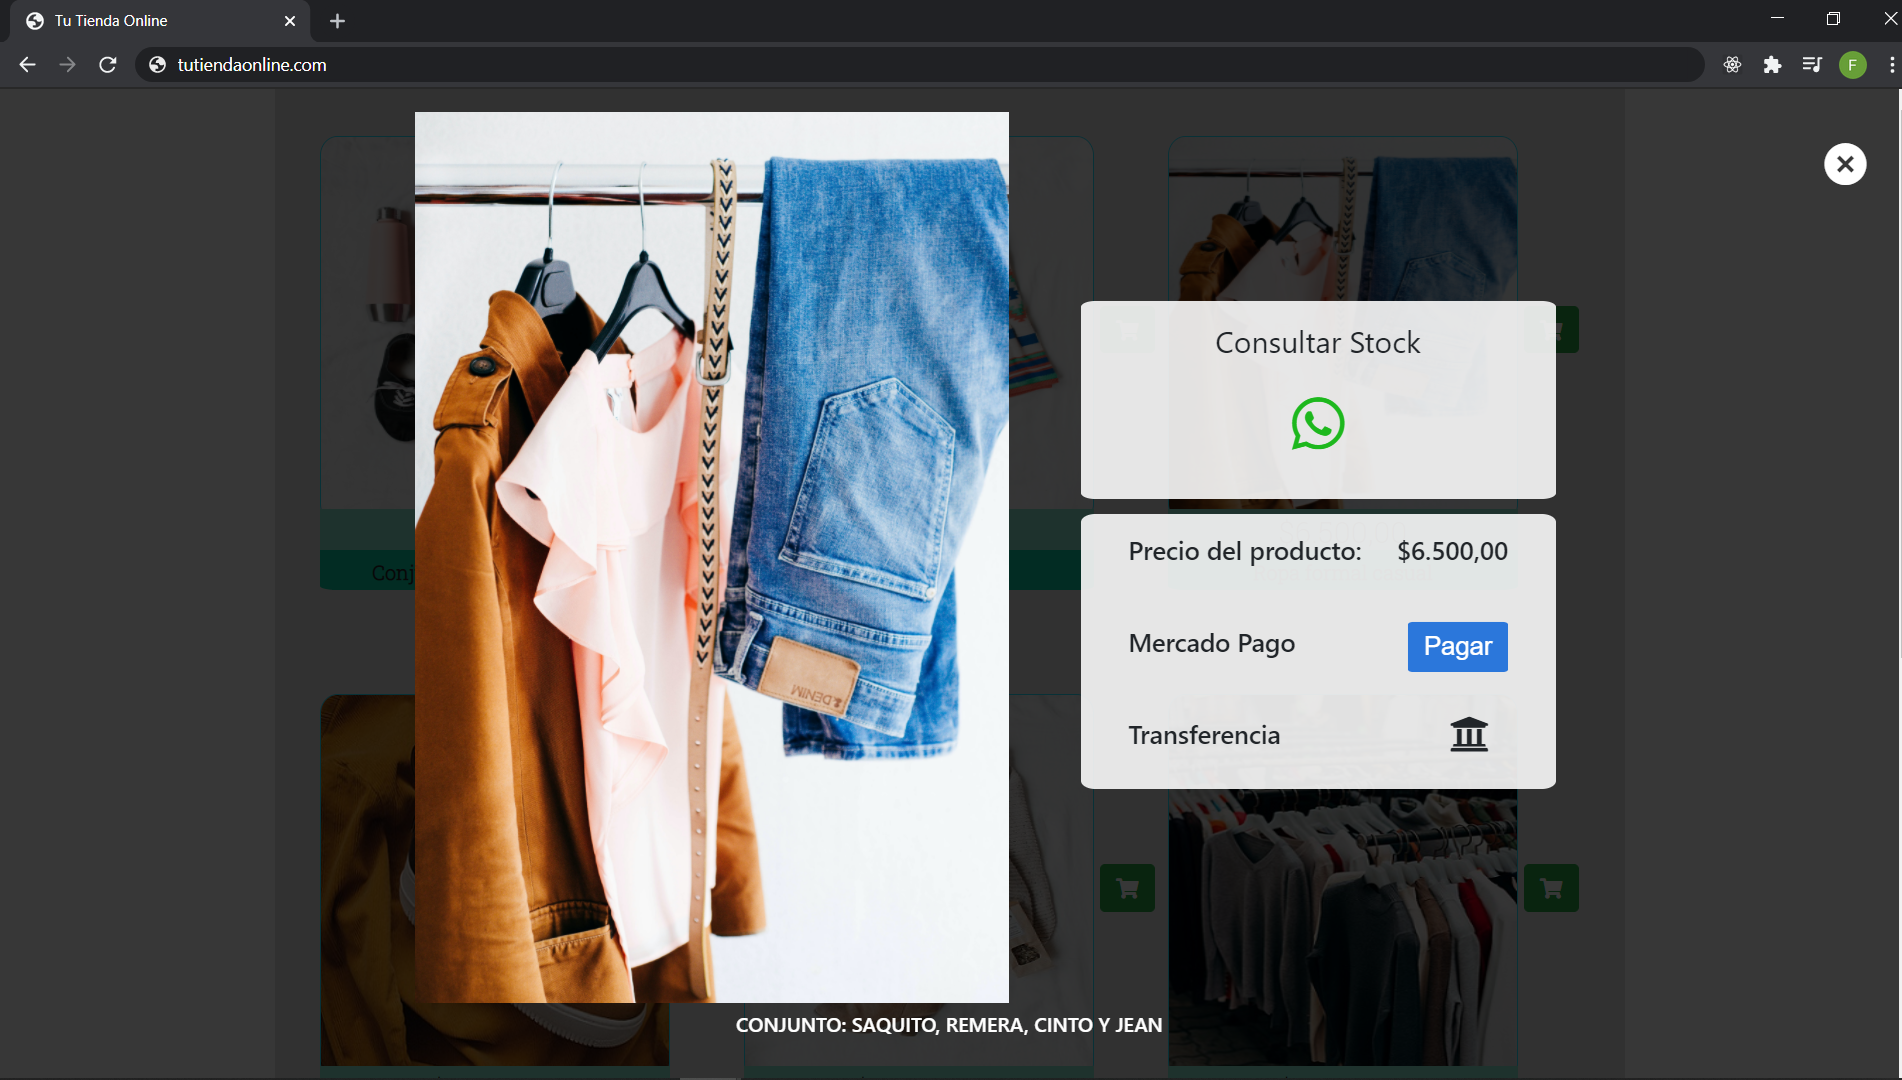 Tu Tienda Online
tutiendaonline.com
F
Consultar Stock
Precio del producto: $6.500,00
Mercado Pago Pagar
Transferencia
Conj
DENIM
CONJUNTO: SAQUITO, REMERA, CINTO Y JEAN